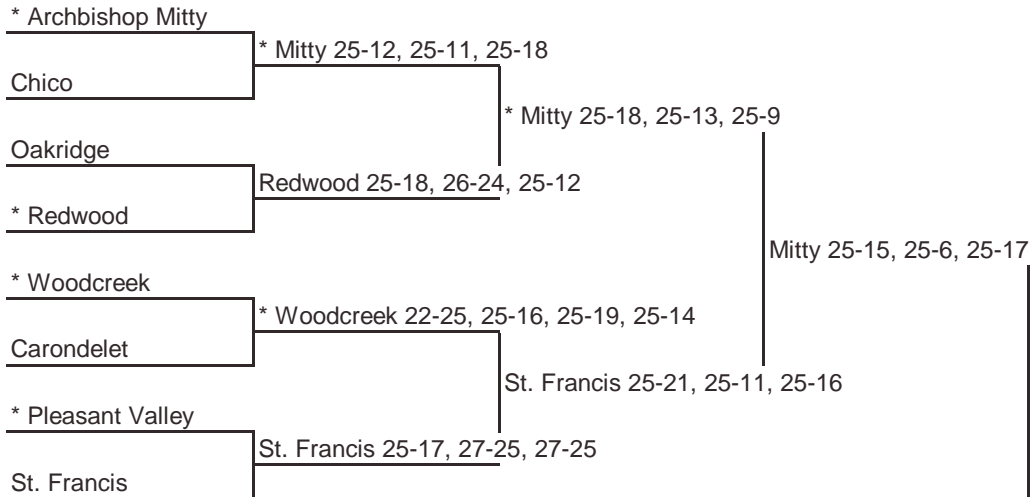 * Archbishop Mitty
* Mitty 25-12, 25-11, 25-18
Chico
* Mitty 25-18, 25-13, 25-9
Oakridge
Redwood 25-18, 26-24, 25-12
* Redwood
Mitty 25-15, 25-6, 25-17
* Woodcreek
* Woodcreek 22-25, 25-16, 25-19, 25-14
Carondelet
St. Francis 25-21, 25-11, 25-16
* Pleasant Valley
St. Francis 25-17, 27-25, 27-25
St. Francis